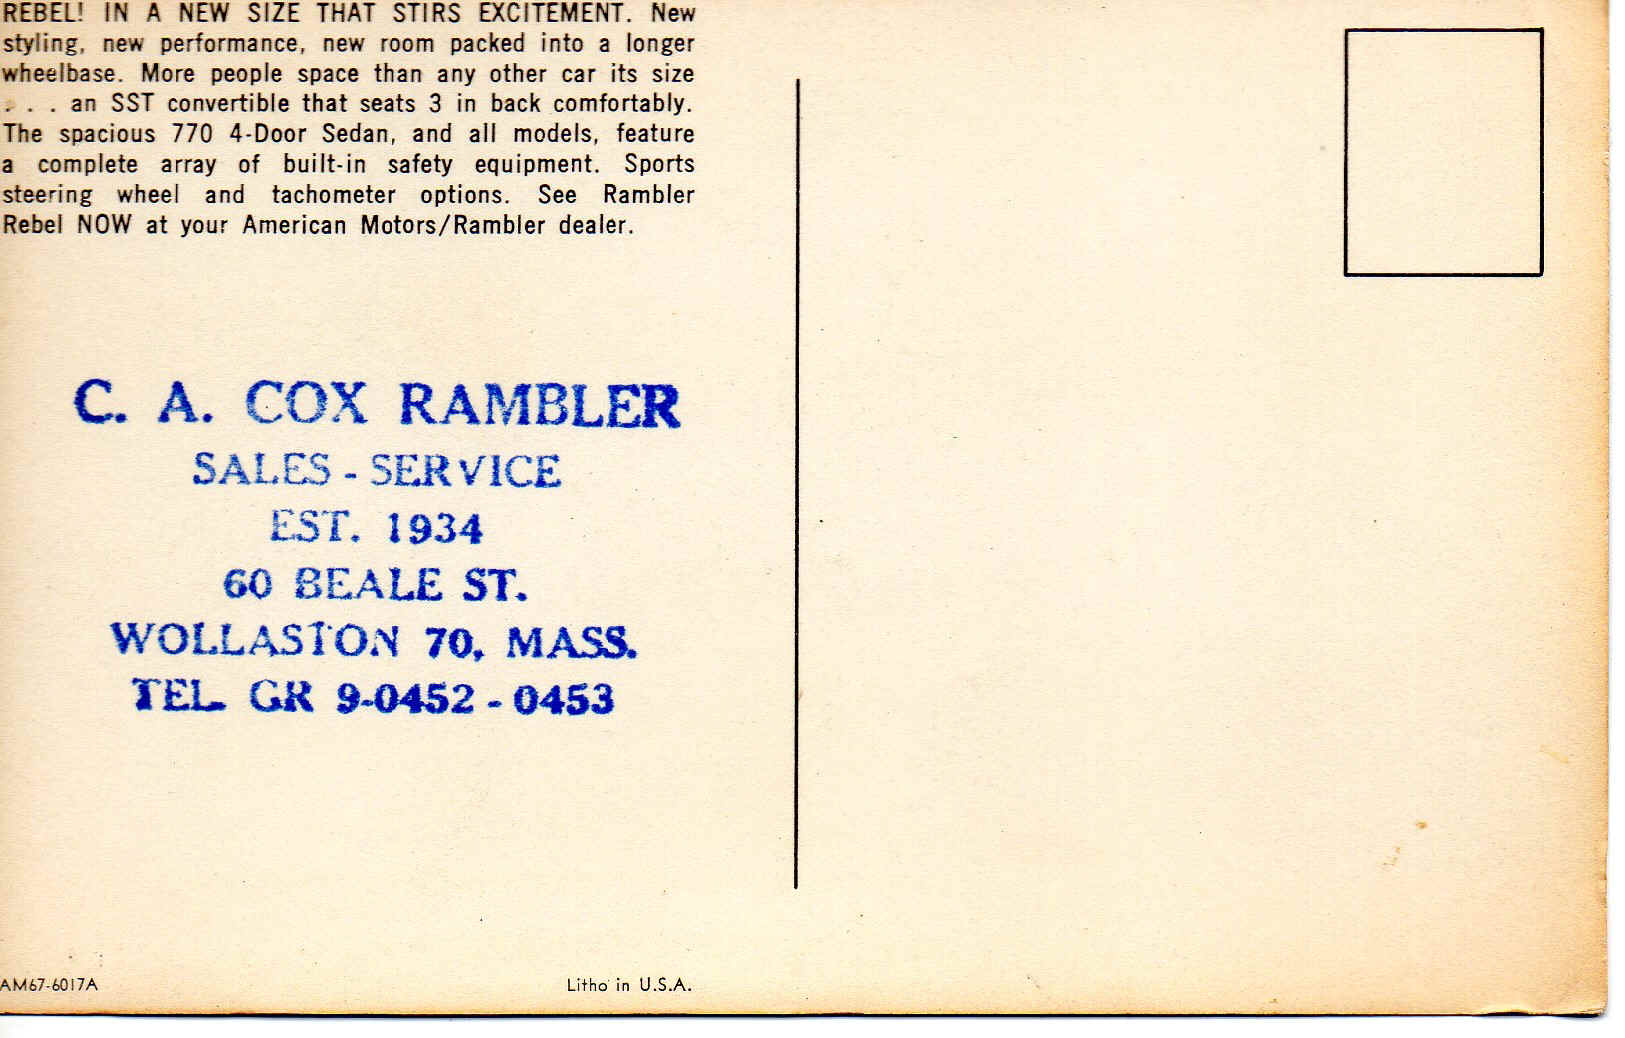 REBEL! IN A NEW SIZE THAT STIRS EXCITEMENT. New
styling, new performance, new room packed into a longer
wheelbase. More people space than any other car its size
. . . an SST convertible that seats 3 in back comfortably.
The spacious 770 4-Door Sedan, and all models, feature
a complete array of built-in safety equipment. Sports
steering wheel and tachometer options. See Rambler
Rebel NOW at your American Motors/Rambler dealer.
C. A. COX RAMBLER
SALES - SERVICE
EST. 1934
60 BEALE ST.
WOLLASTON 70, MASS.
TEL. GR 9-0452 - 0453
AM67-6017A
Litho in U.S.A.